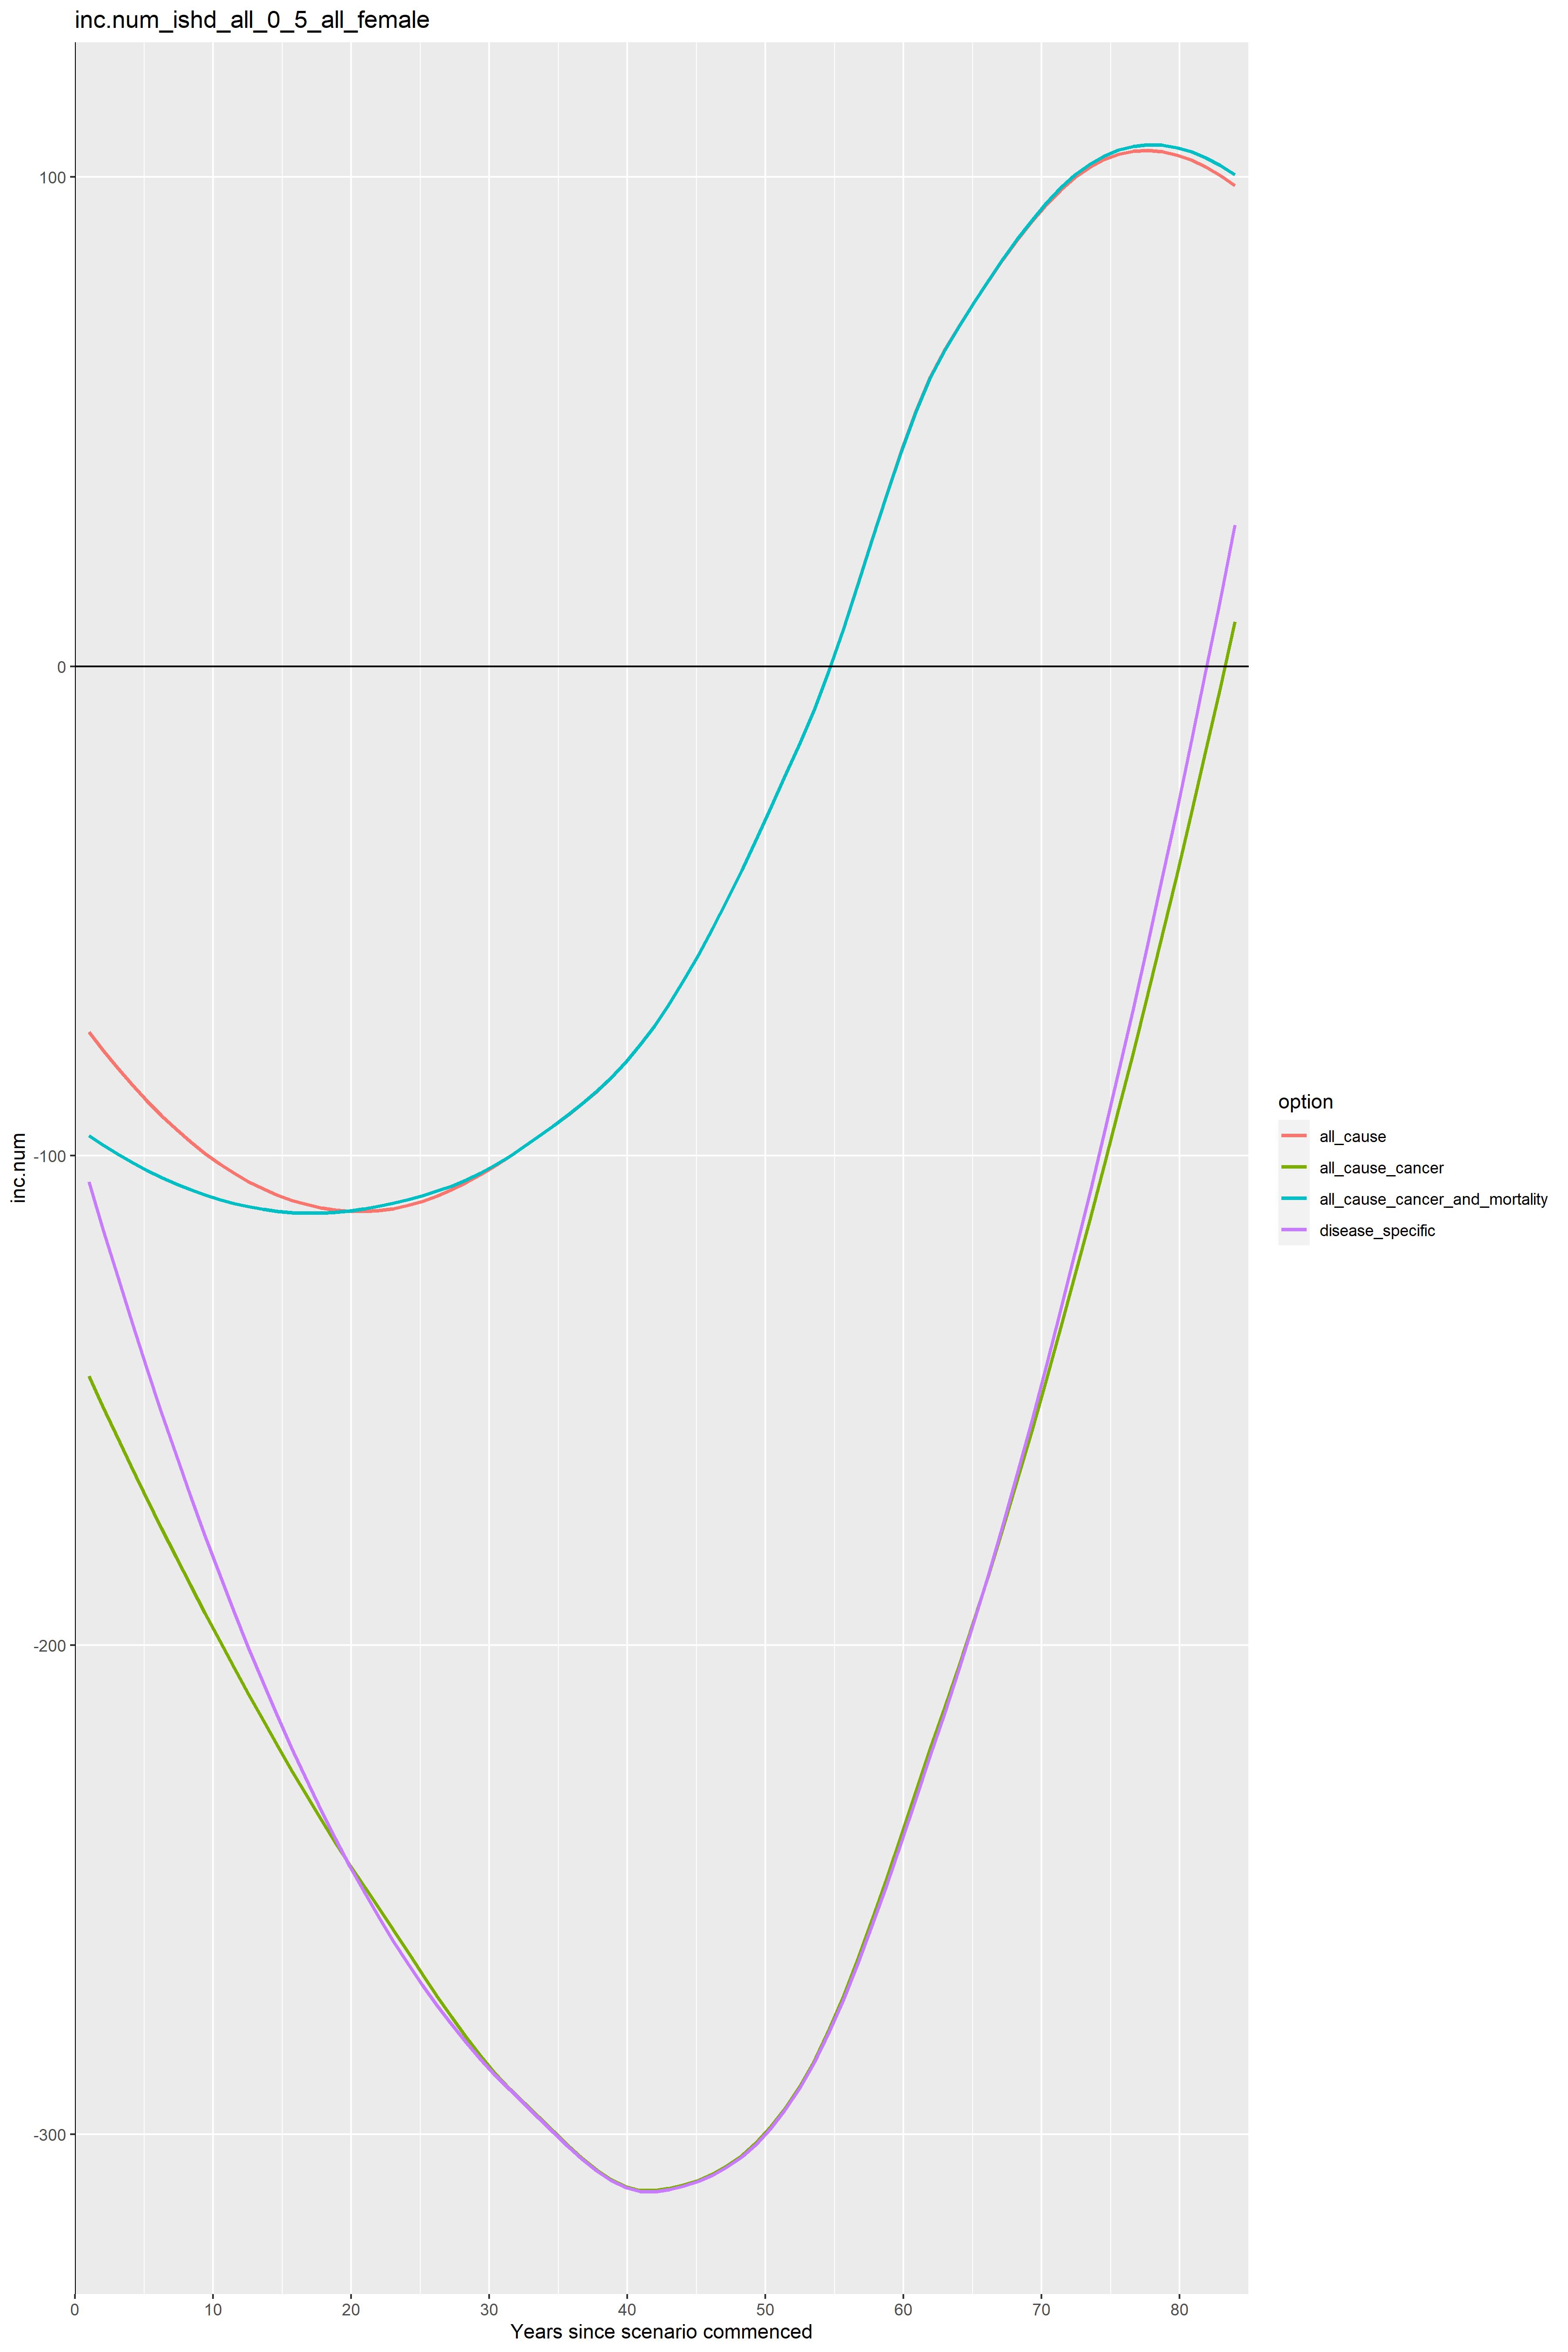 inc.num_ishd_all_0_5_all_female
100
0
-100
-200
-300
inc.num
0 10 20 30 40 50 60 70 80
Years since scenario commenced
option
all_cause
all_cause_cancer
all_cause_cancer_and_mortality
disease_specific